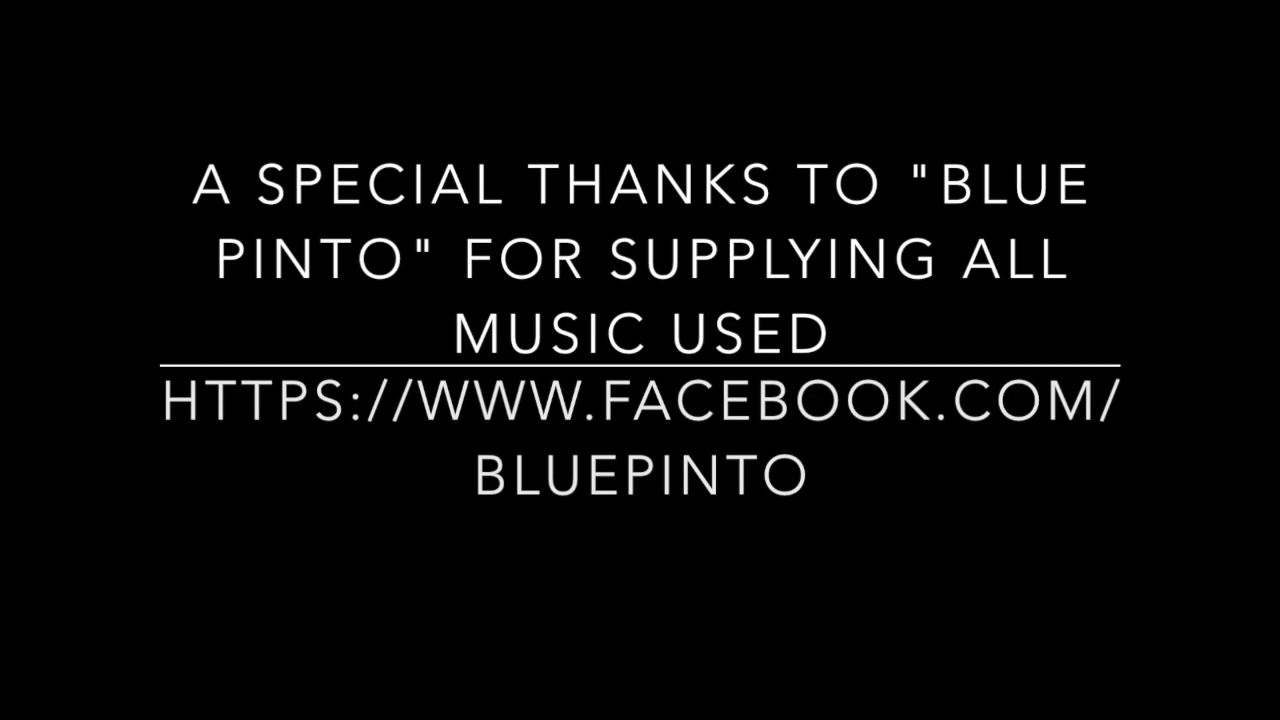 A SPECIAL THANKS TO "BLUE
PINTO" FOR SUPPLYING ALL
MUSIC USED
HTTPS://WWW.FACEBOOK.COM/
BLUEPINTO